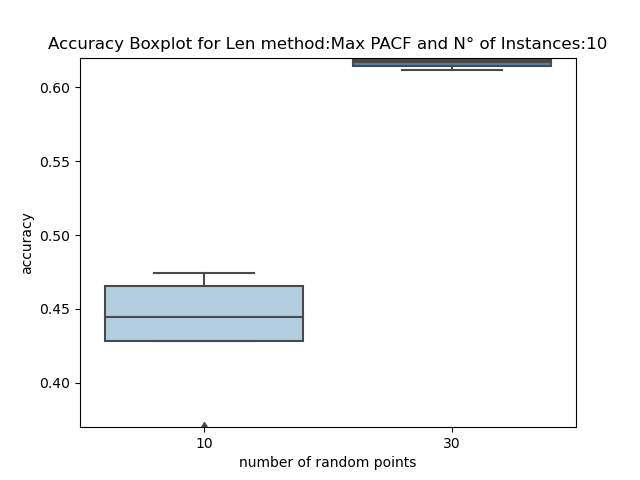 Accuracy Boxplot for Len method:Max PACF and N° of Instances:10
0.60
0.55
0.50
0.45
0.40
accuracy
10 30
number of random points